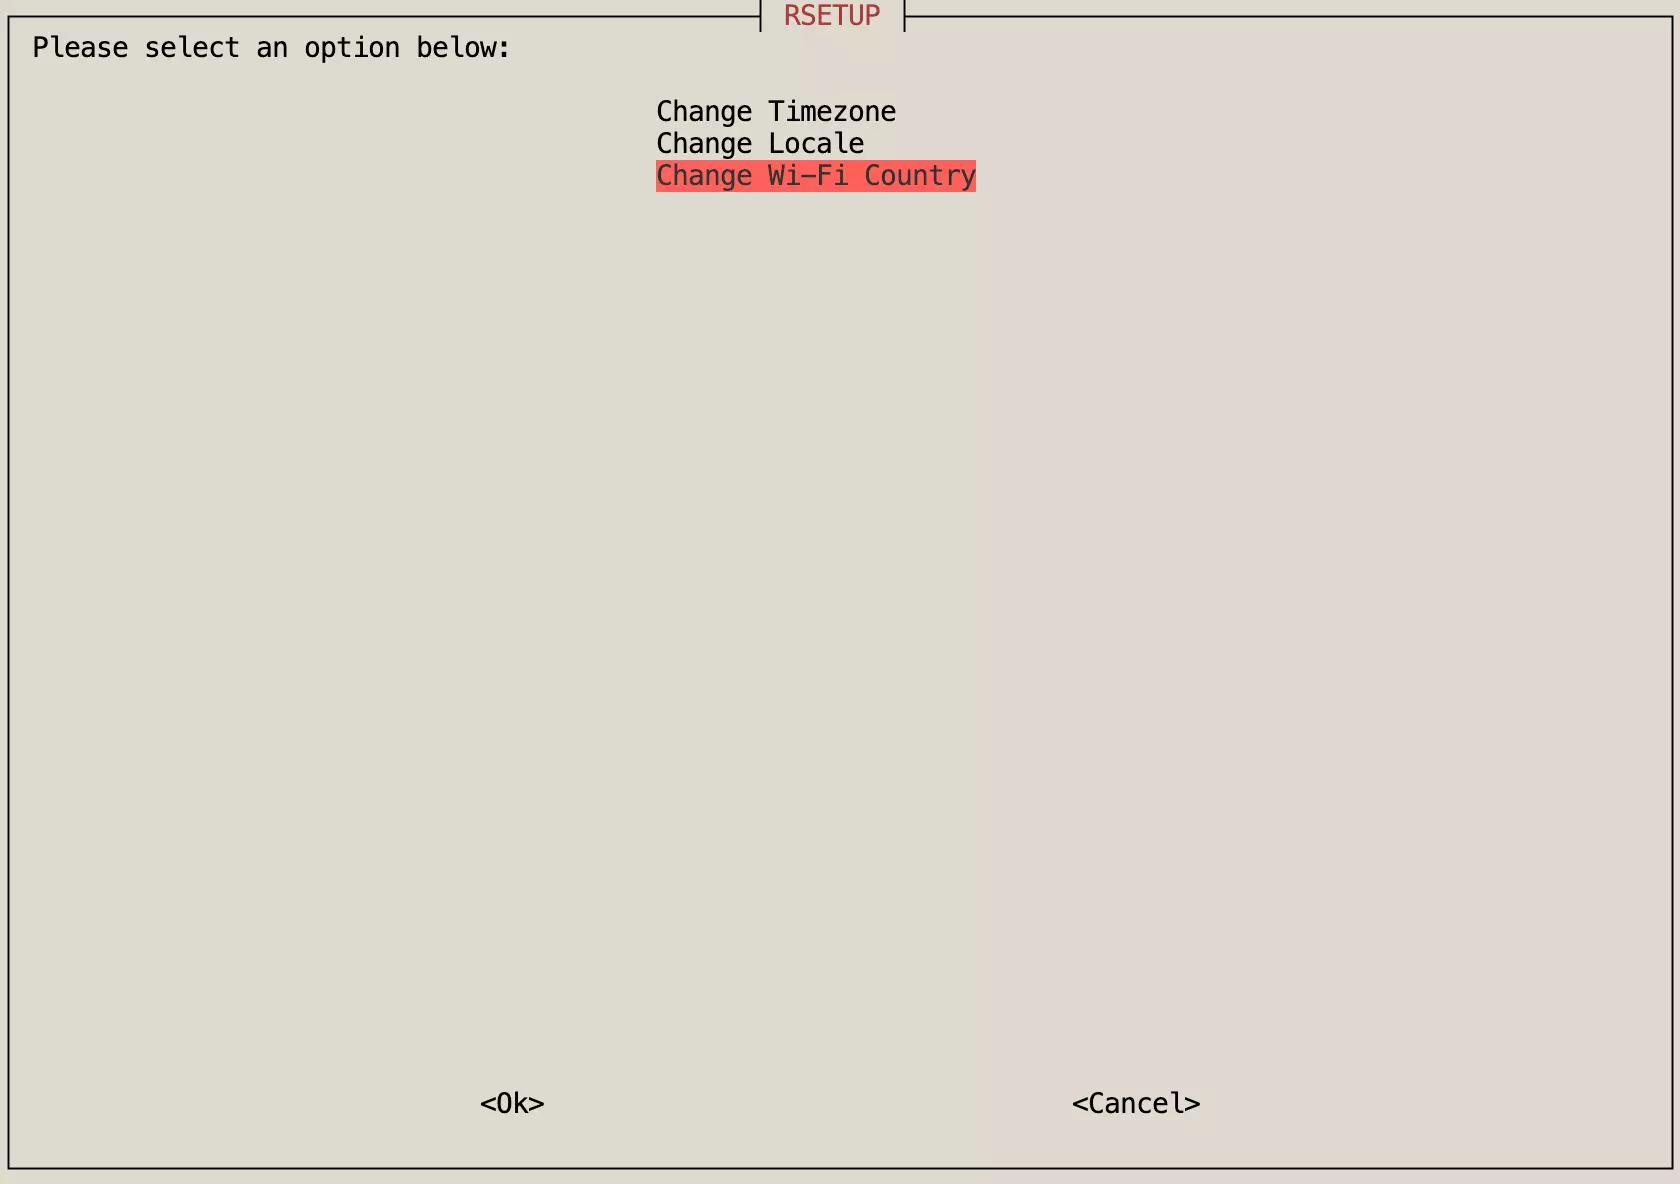 RSETUP
Please select an option below:
Change Timezone
Change Locale
Change Wi-Fi Country
<Ok> <Cancel>